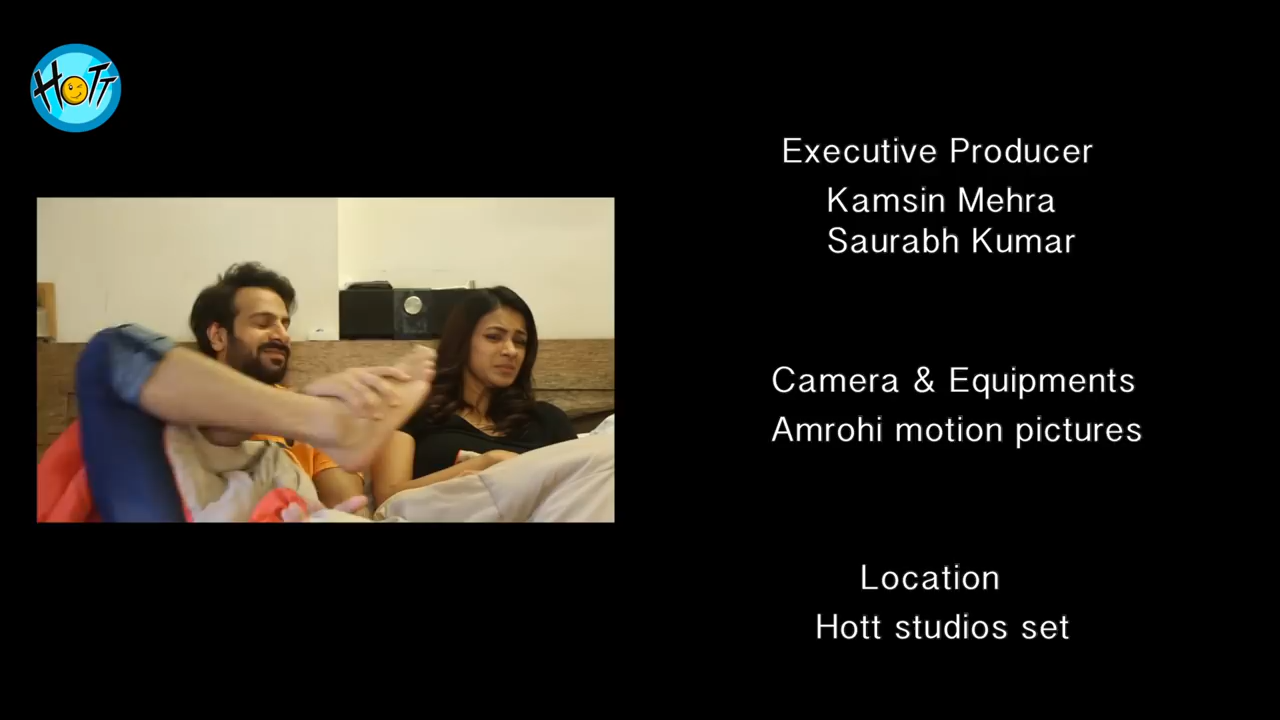 HOTT
Executive Producer
Kamsin Mehra
Saurabh Kumar
Camera & Equipments
Amrohi motion pictures
Location
Hott studios set